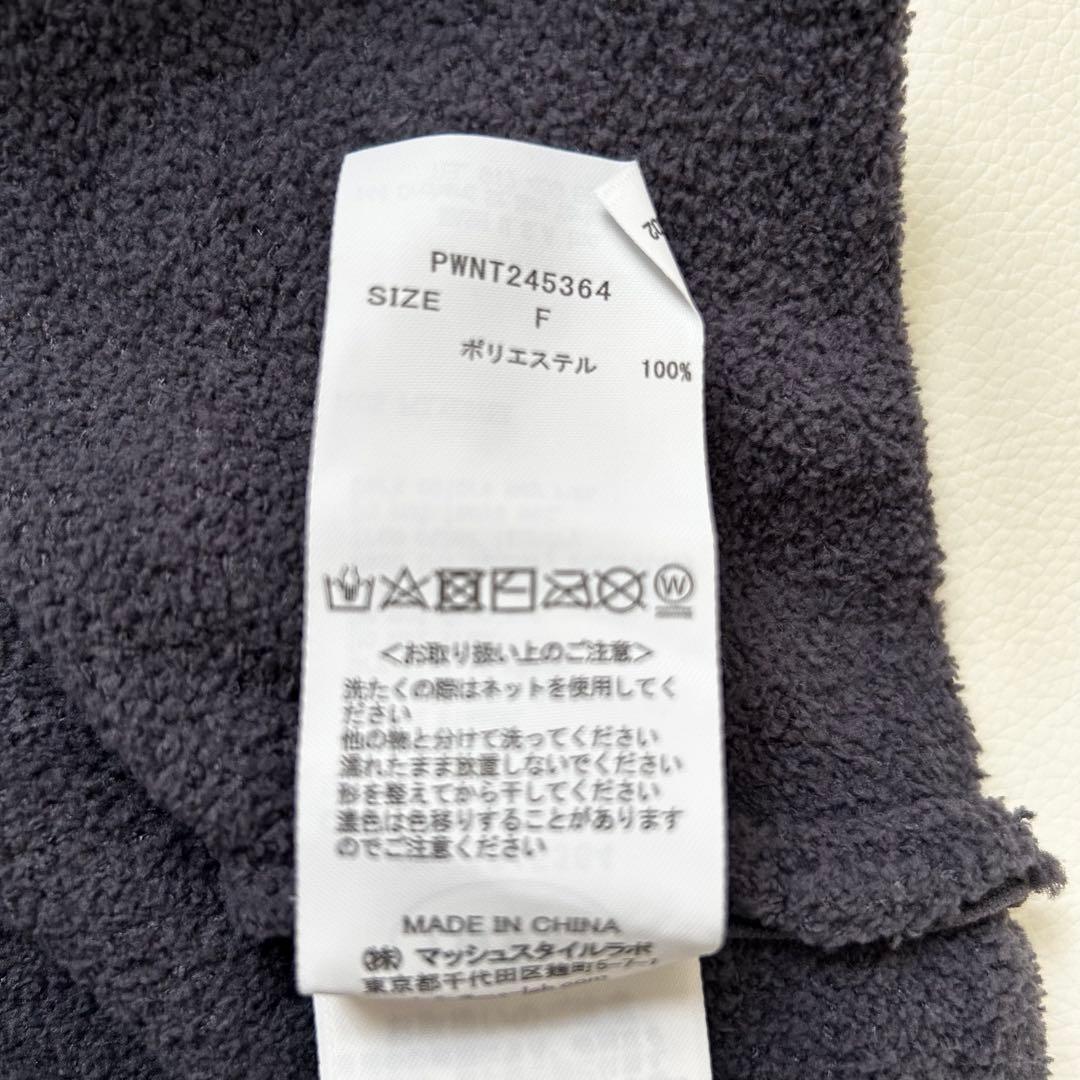 PWNT245364
SIZE F
ポリエステル 100%
W
<お取り扱い上のご注意>
洗たくの際はネットを使用してく
ださい
他の物と分けて洗ってください
濡れたまま放置しないでください
形を整えてから干してください
濃色は色移りすることがあります
のでご注意ください
MADE IN CHINA
(株)マッシュスタイルラボ
東京都千代田区麹町5-7-1